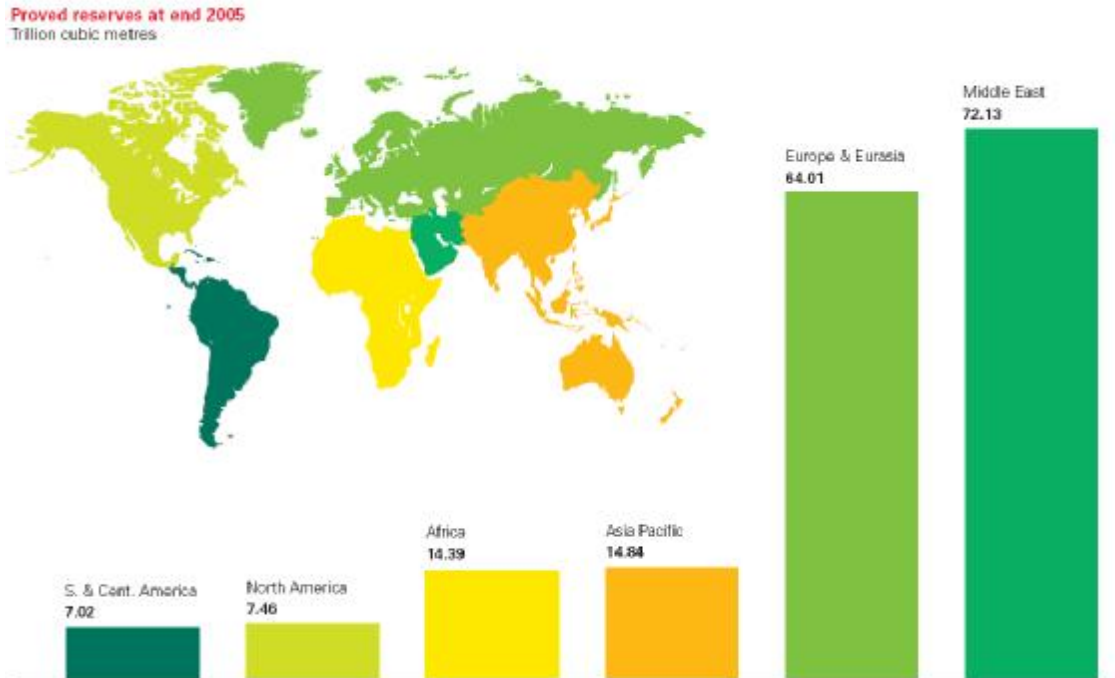 Proved reserves at end 2005
Trillion cubic metres
Middle East
72.13
Europe & Eurasia
64.01
Africa
14.39
Asia Pacific
14.84
S. & Cent. America
7.02
North America
7.46